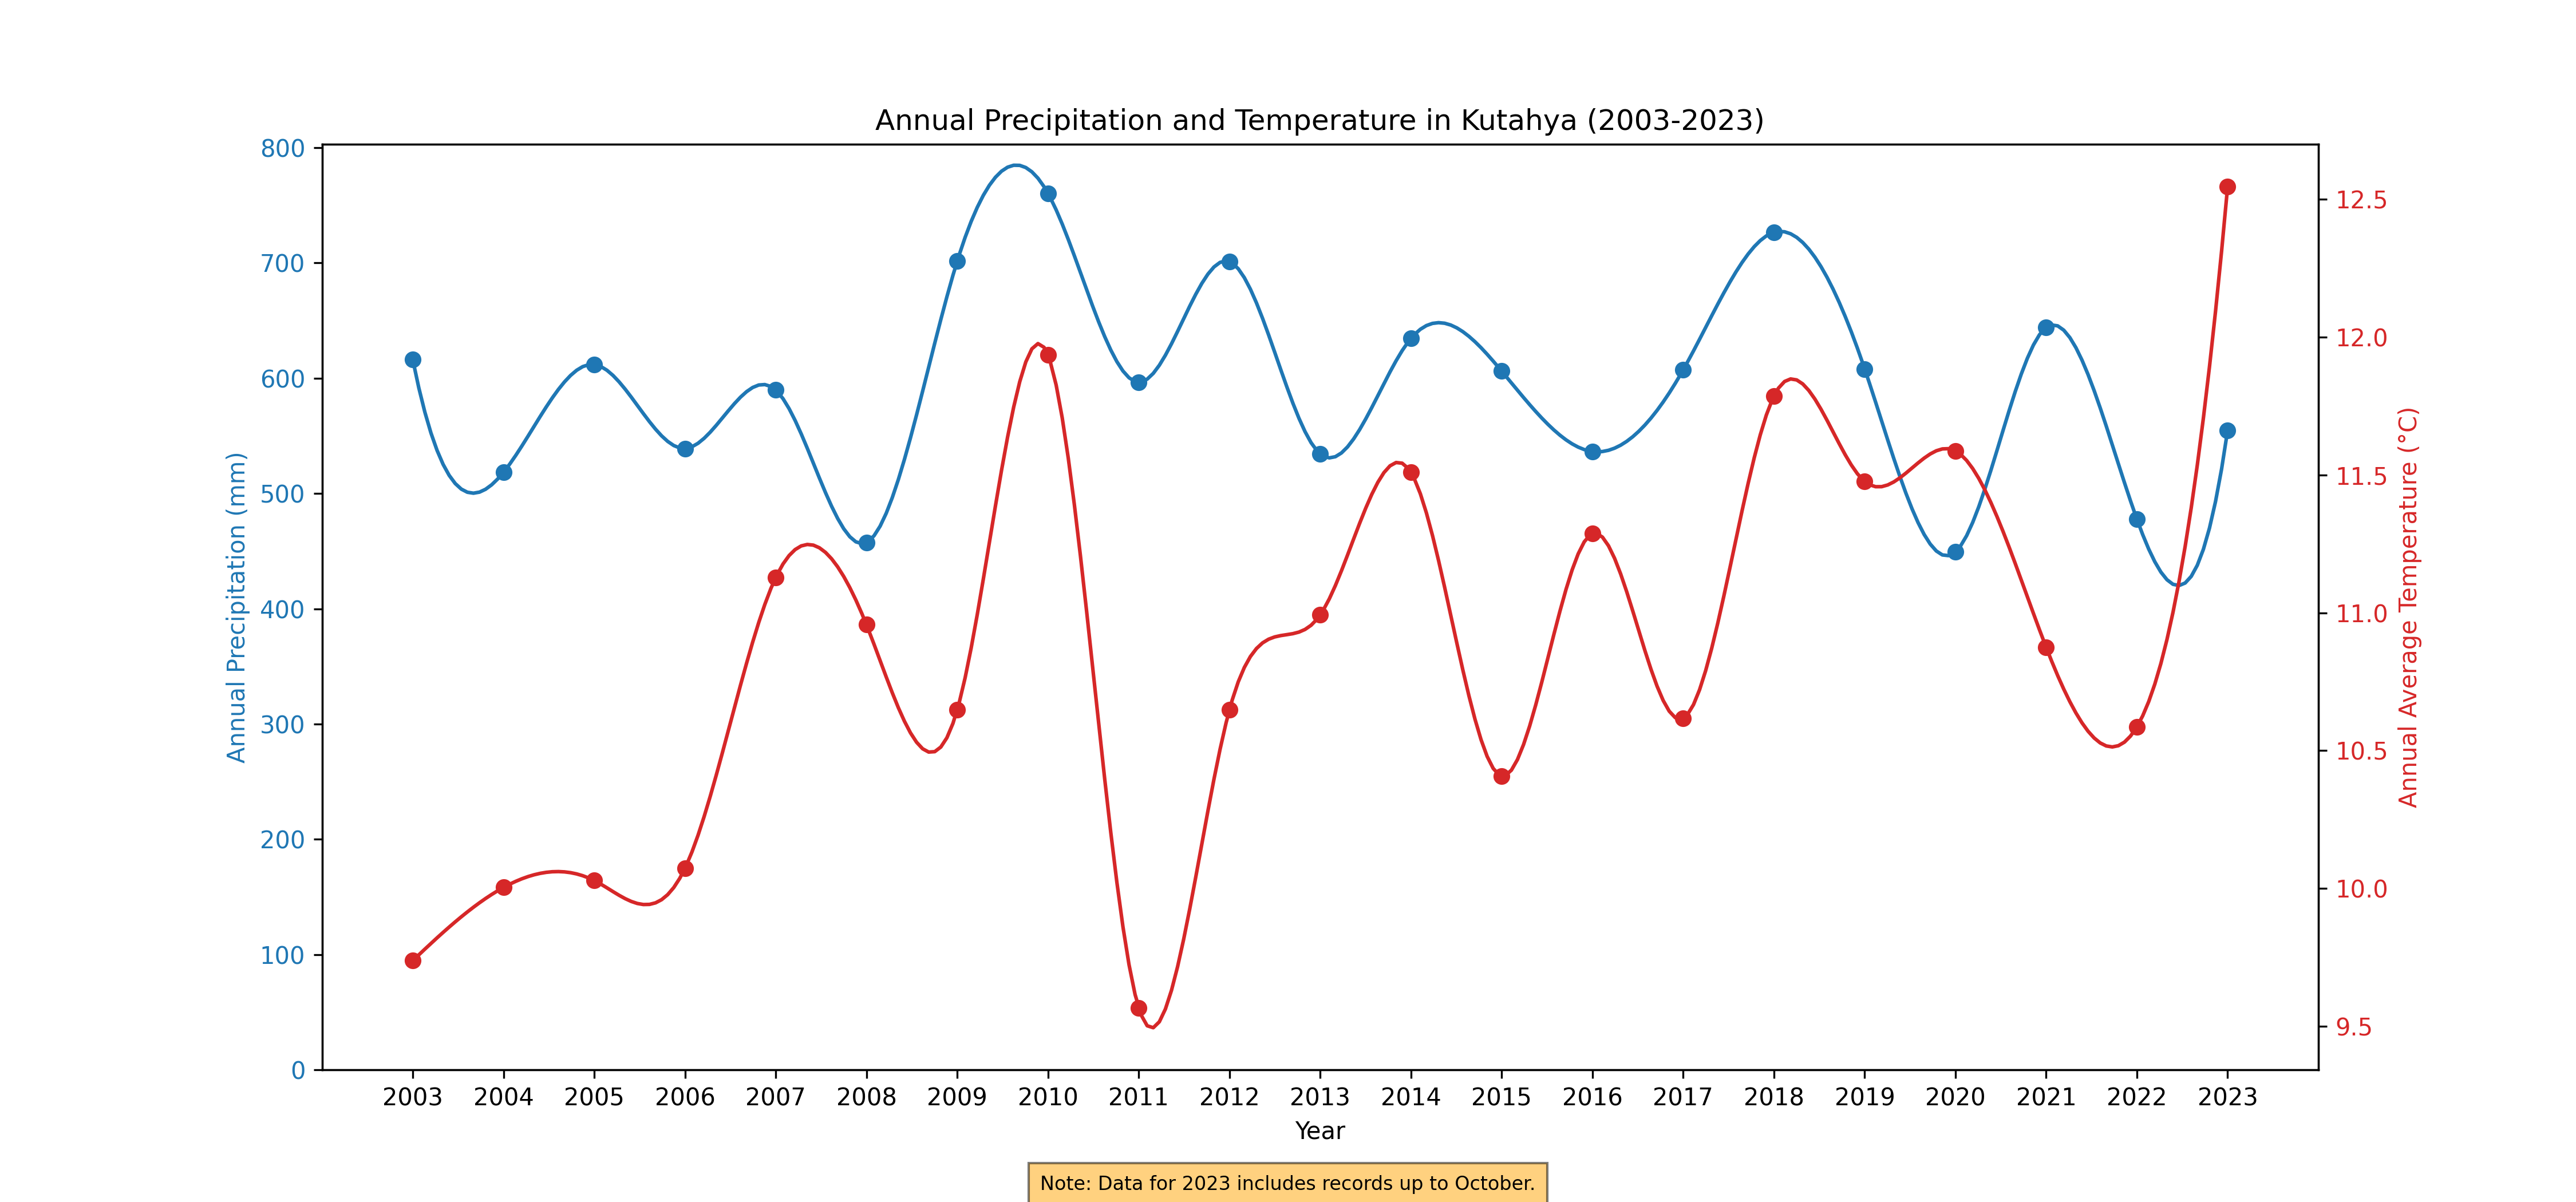 Annual Precipitation and Temperature in Kutahya (2003-2023)
800
700
600
500
400
300
200
100
0
Annual Precipitation (mm)
12.5
12.0
11.5
11.0
10.5
10.0
9.5
Annual Average Temperature (°C)
2003 2004 2005 2006 2007 2008 2009 2010 2011 2012 2013 2014 2015 2016 2017 2018 2019 2020 2021 2022 2023
Year
Note: Data for 2023 includes records up to October.